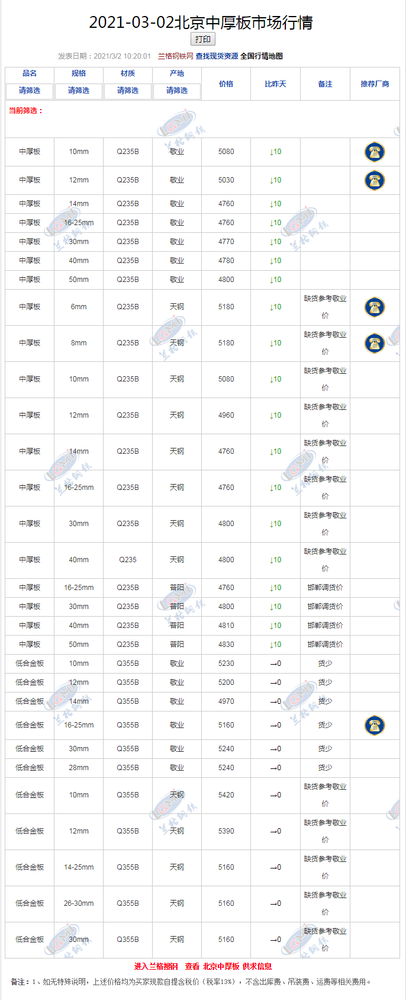 2021-03-02北京中厚板市场行情
打印
发表日期：2021/3/2 10:20:01 兰格钢铁网 查找现货资源 全国行情地图
品名 规格 材质 产地 价格 比昨天 备注 推荐厂商
请筛选 请筛选 请筛选 请筛选
当前筛选：
中厚板 10mm Q235B 敬业 5080 ↓10
中厚板 12mm Q235B 敬业 5030 ↓10
中厚板 14mm Q235B 敬业 4760 ↓10
中厚板 16-25mm Q235B 敬业 4760 ↓10
中厚板 30mm Q235B 敬业 4770 ↓10
中厚板 40mm Q235B 敬业 4780 ↓10
中厚板 50mm Q235B 敬业 4800 ↓10
中厚板 6mm Q235B 天钢 5180 ↓10 缺货参考敬业价
中厚板 8mm Q235B 天钢 5180 ↓10 缺货参考敬业价
中厚板 10mm Q235B 天钢 5080 ↓10 缺货参考敬业价
中厚板 12mm Q235B 天钢 4960 ↓10 缺货参考敬业价
中厚板 14mm Q235B 天钢 4760 ↓10 缺货参考敬业价
中厚板 16-25mm Q235B 天钢 4760 ↓10 缺货参考敬业价
中厚板 30mm Q235B 天钢 4800 ↓10 缺货参考敬业价
中厚板 40mm Q235 天钢 4800 ↓10 缺货参考敬业价
中厚板 16-25mm Q235B 普阳 4760 ↓10 邯郸调货价
中厚板 30mm Q235B 普阳 4800 ↓10 邯郸调货价
中厚板 40mm Q235B 普阳 4810 ↓10 邯郸调货价
中厚板 50mm Q235B 普阳 4830 ↓10 邯郸调货价
低合金板 10mm Q355B 敬业 5230 →0 货少
低合金板 12mm Q355B 敬业 5200 →0 货少
低合金板 14mm Q355B 敬业 4970 →0 货少
低合金板 16-25mm Q355B 敬业 5160 →0 货少
低合金板 30mm Q355B 敬业 5240 →0 货少
低合金板 28mm Q355B 敬业 5240 →0 货少
低合金板 10mm Q355B 天钢 5420 →0 缺货参考敬业价
低合金板 12mm Q355B 天钢 5390 →0 缺货参考敬业价
低合金板 14-25mm Q355B 天钢 5160 →0 缺货参考敬业价
低合金板 26-30mm Q355B 天钢 5160 →0 缺货参考敬业价
低合金板 30mm Q355B 天钢 5160 →0 缺货参考敬业价
进入兰格搜钢 查看 北京中厚板 供求信息
备注：1、如无特殊说明，上述价格均为买家现款自提含税价（税率13%），不含出库费、吊装费、运费等相关费用。